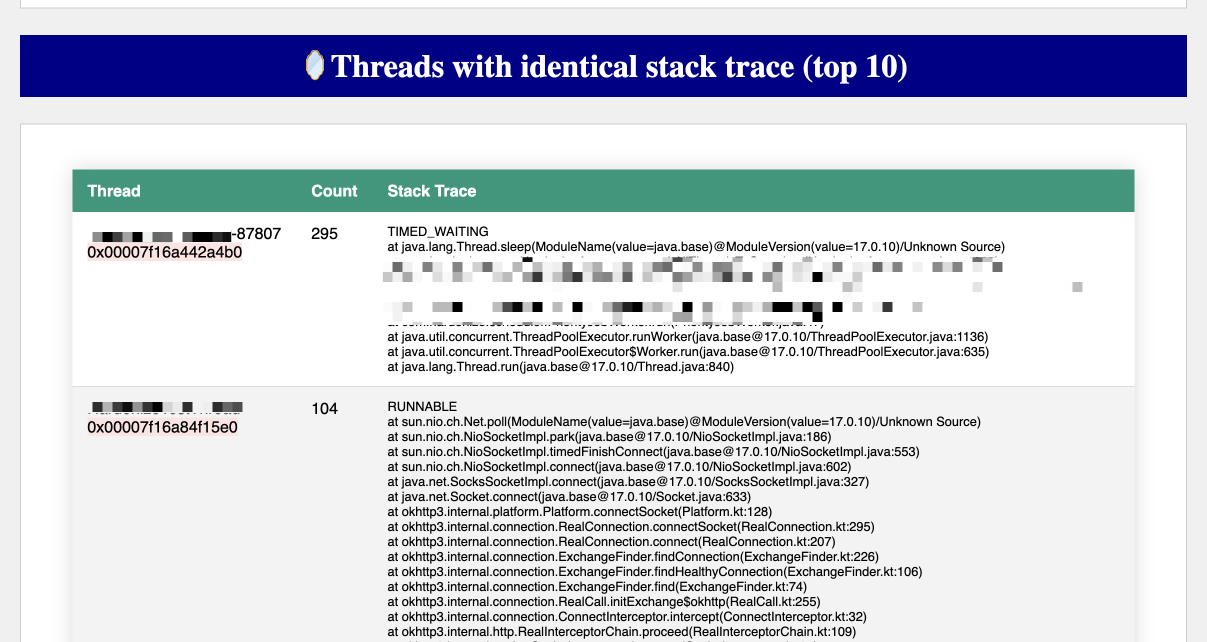 Threads with identical stack trace (top 10)
Thread Count Stack Trace
-87807 295 TIMED_WAITING
0x00007f16a442a4b0
at java.lang.Thread.sleep(ModuleName(value=java.base)@ModuleVersion(value=17.0.10)/Unknown Source)
at java.util.concurrent.ThreadPoolExecutor.runWorker(java.base@17.0.10/ThreadPoolExecutor.java:1136)
at java.util.concurrent.ThreadPoolExecutor$Worker.run(java.base@17.0.10/ThreadPoolExecutor.java:635)
at java.lang.Thread.run(java.base@17.0.10/Thread.java:840)
104 RUNNABLE
0x00007f16a84f15e0
at sun.nio.ch.Net.poll(ModuleName(value=java.base)@ModuleVersion(value=17.0.10)/Unknown Source)
at sun.nio.ch.NioSocketImpl.park(java.base@17.0.10/NioSocketImpl.java:186)
at sun.nio.ch.NioSocketImpl.timedFinishConnect(java.base@17.0.10/NioSocketImpl.java:553)
at sun.nio.ch.NioSocketImpl.connect(java.base@17.0.10/NioSocketImpl.java:602)
at java.net.SocksSocketImpl.connect(java.base@17.0.10/SocksSocketImpl.java:327)
at java.net.Socket.connect(java.base@17.0.10/Socket.java:633)
at okhttp3.internal.platform.Platform.connectSocket(Platform.kt:128)
at okhttp3.internal.connection.RealConnection.connectSocket(RealConnection.kt:295)
at okhttp3.internal.connection.RealConnection.connect(RealConnection.kt:207)
at okhttp3.internal.connection.ExchangeFinder.findConnection(ExchangeFinder.kt:226)
at okhttp3.internal.connection.ExchangeFinder.findHealthyConnection(ExchangeFinder.kt:106)
at okhttp3.internal.connection.ExchangeFinder.find(ExchangeFinder.kt:74)
at okhttp3.internal.connection.RealCall.initExchange$okhttp(RealCall.kt:255)
at okhttp3.internal.connection.ConnectInterceptor.intercept(ConnectInterceptor.kt:32)
at okhttp3.internal.http.RealInterceptorChain.proceed(RealInterceptorChain.kt:109)